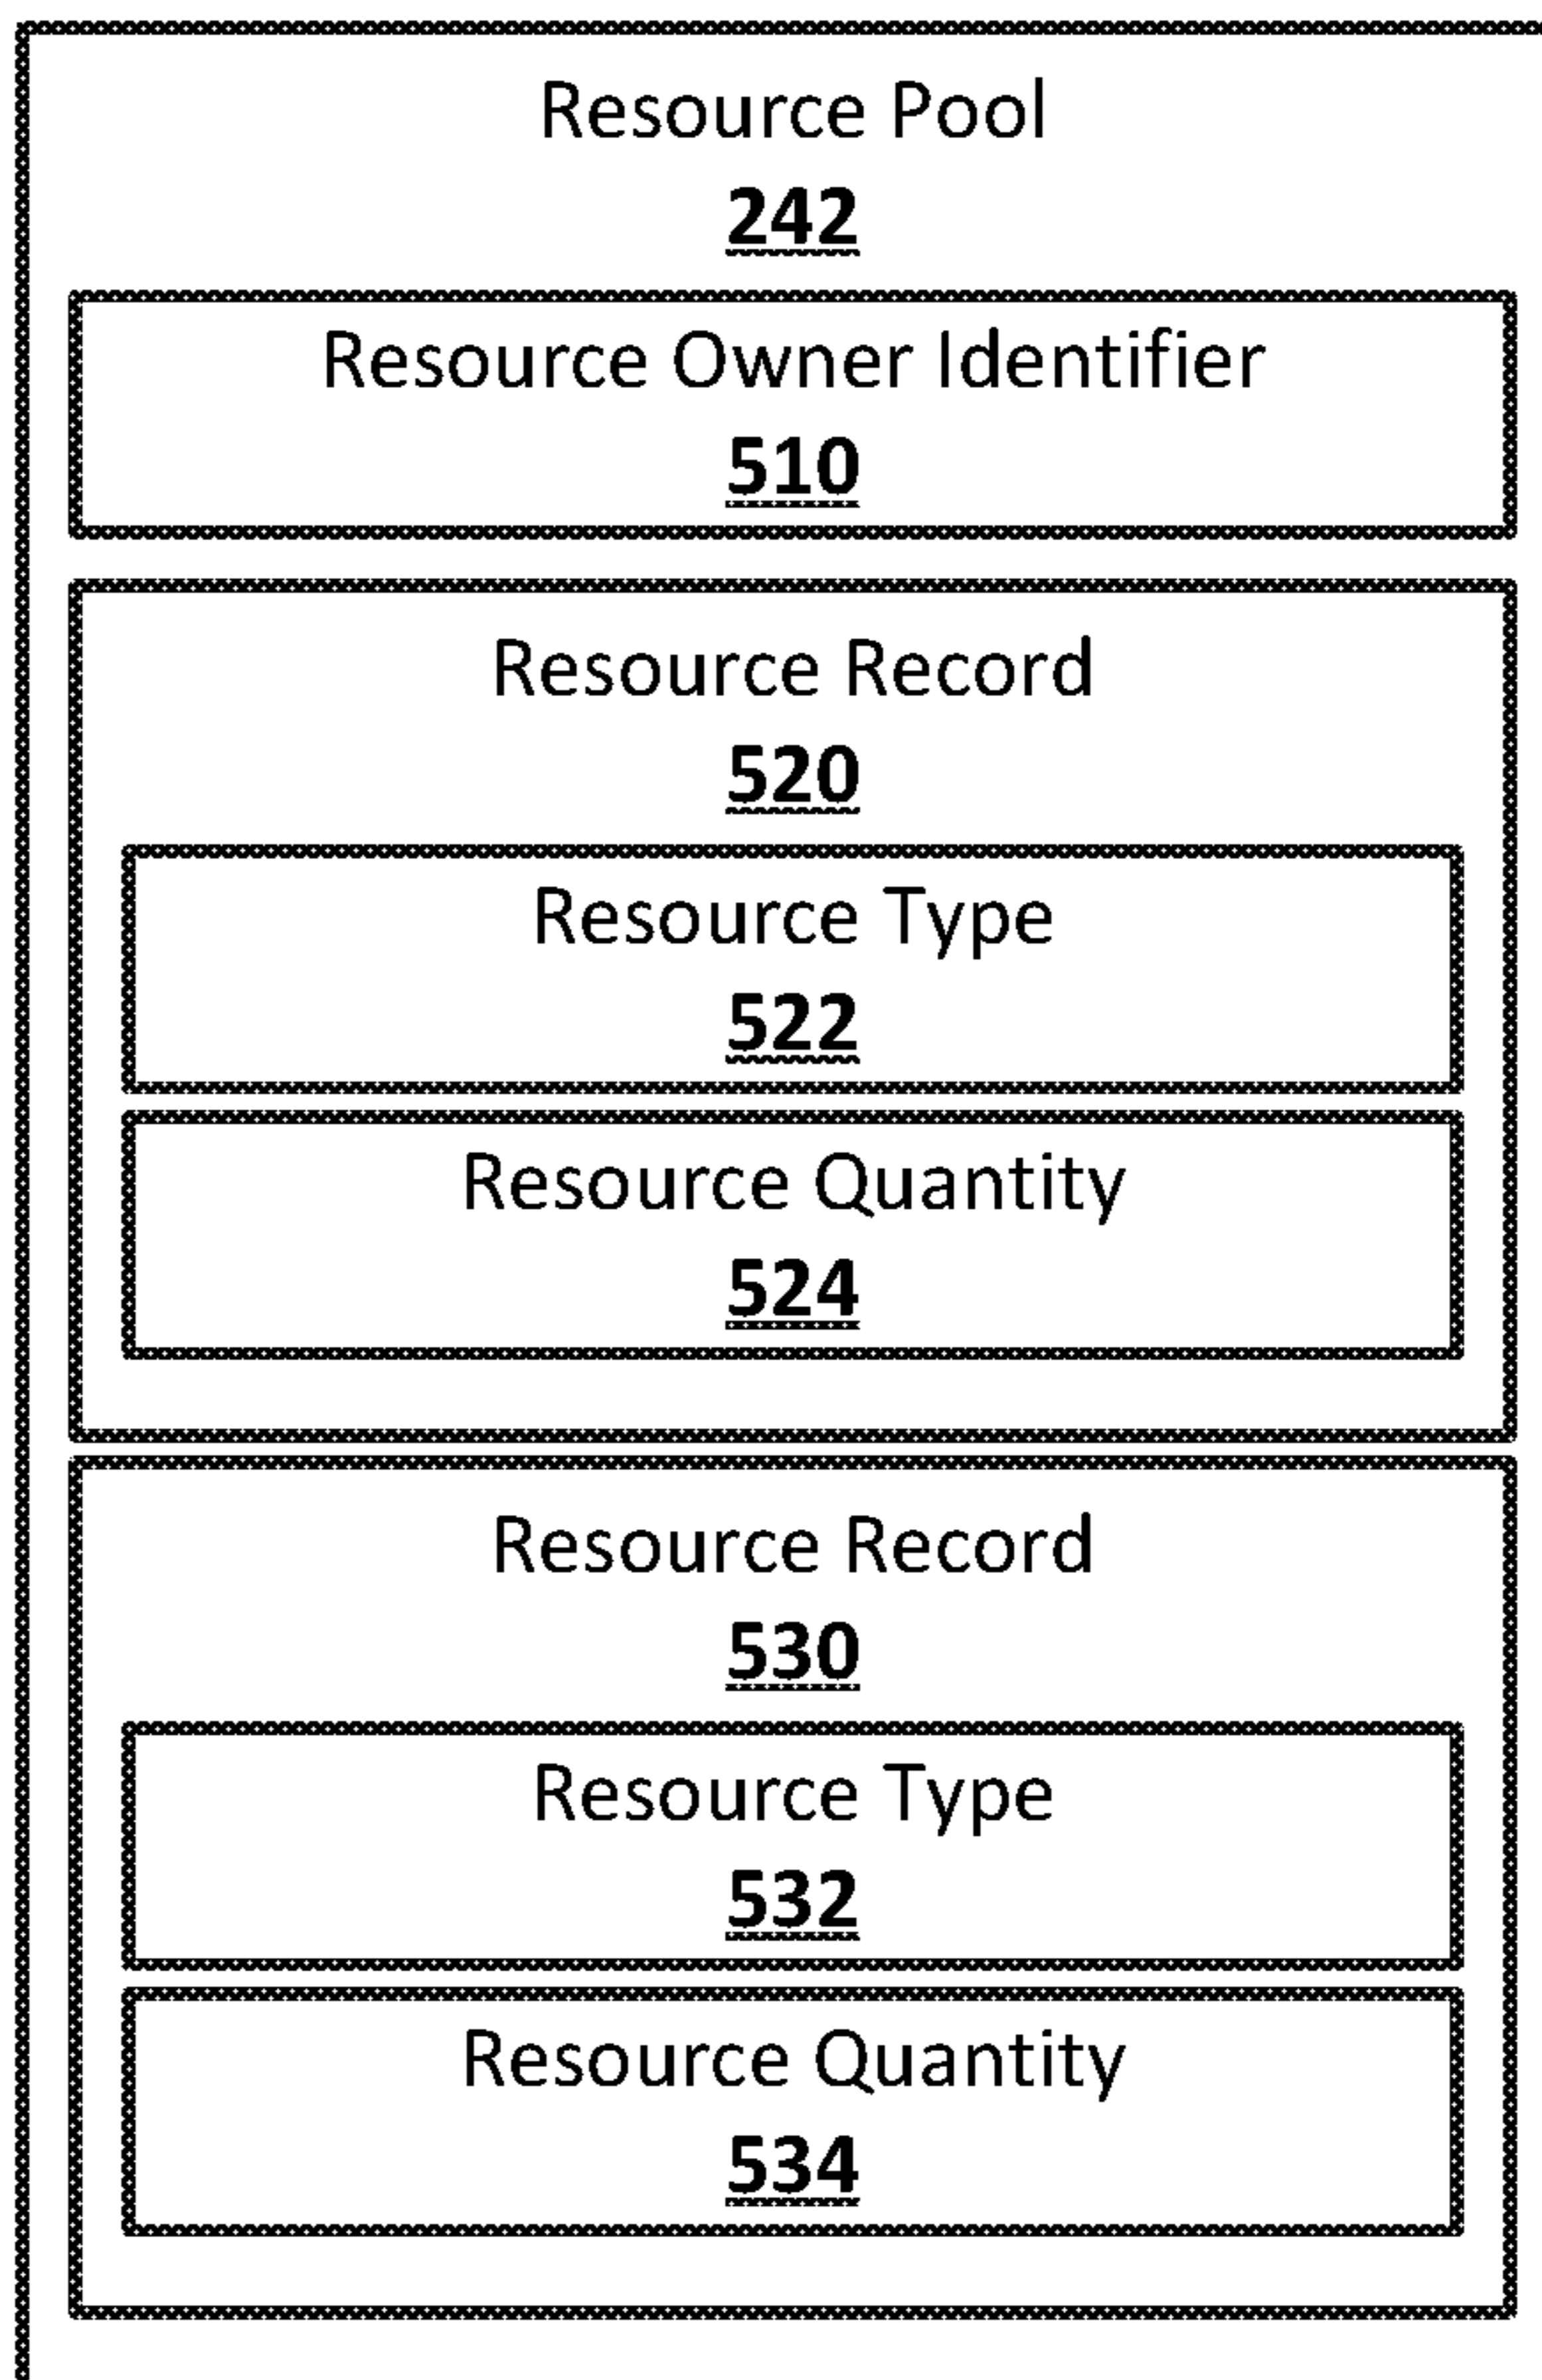 Resource Pool
242
Resource Owner Identifier
510
Resource Record
520
Resource Type
522
Resource Quantity
524
Resource Record
530
Resource Type
532
Resource Quantity
534